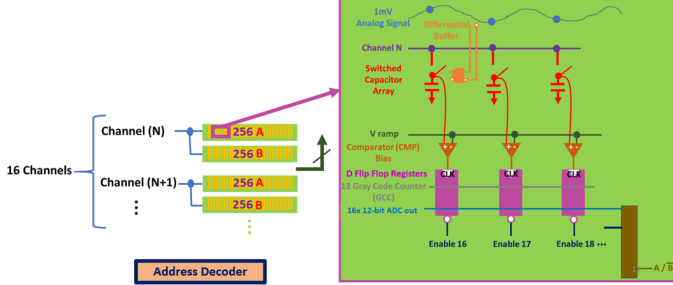 1mV
Analog Signal
Differential
Buffer
Channel N
Switched
Capacitor
Array
V ramp
Comparator (CMP)
Bias
D Flip Flop Registers
CLK
CLK
CLK
12 Gray Code Counter
(GCC)
16x 12-bit ADC out
Enable 16
Enable 17
Enable 18 •••
A / B
16 Channels
Channel (N)
256 A
256 B
Channel (N+1)
256 A
256 B
Address Decoder